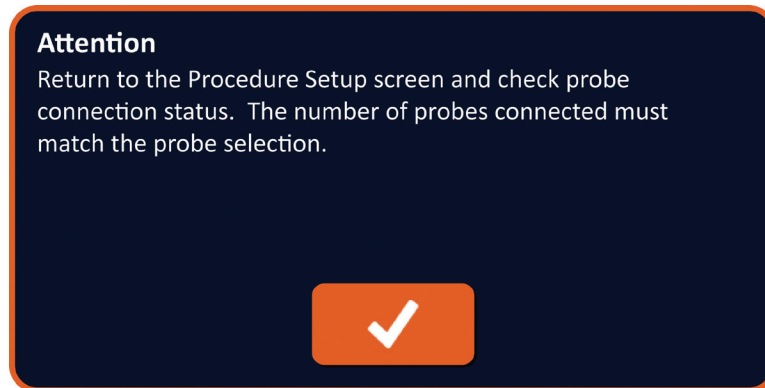 Attention
Return to the Procedure Setup screen and check probe
connection status.  The number of probes connected must
match the probe selection.